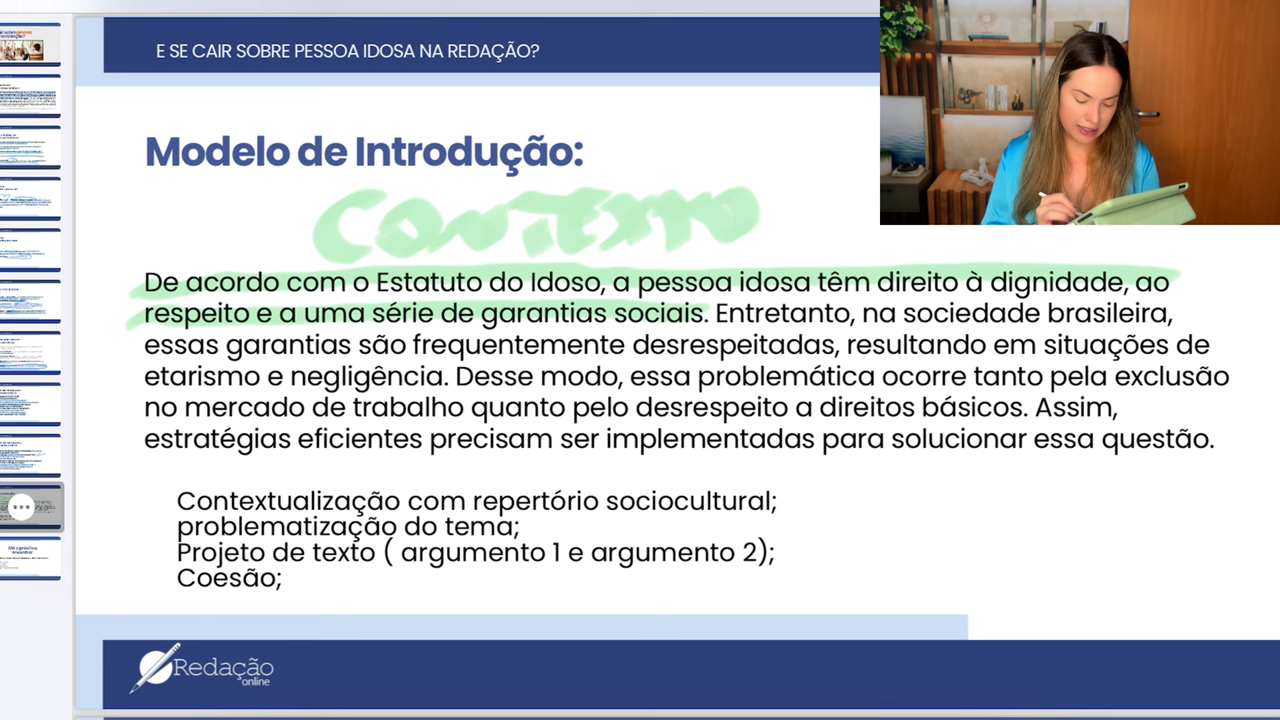 E SE CAIR SOBRE PESSOA IDOSA NA REDAÇÃO?
Modelo de Introdução:
CONTEXTO
De acordo com o Estatuto do Idoso, a pessoa idosa têm direito à dignidade, ao
respeito e a uma série de garantias sociais. Entretanto, na sociedade brasileira,
essas garantias são frequentemente desrespeitadas, resultando em situações de
etarismo e negligência. Desse modo, essa problemática ocorre tanto pela exclusão
no mercado de trabalho quanto pelo desrespeito a direitos básicos. Assim,
estratégias eficientes precisam ser implementadas para solucionar essa questão.
Contextualização com repertório sociocultural;
problematização do tema;
Projeto de texto ( argumento 1 e argumento 2);
Coesão;
Redação
online